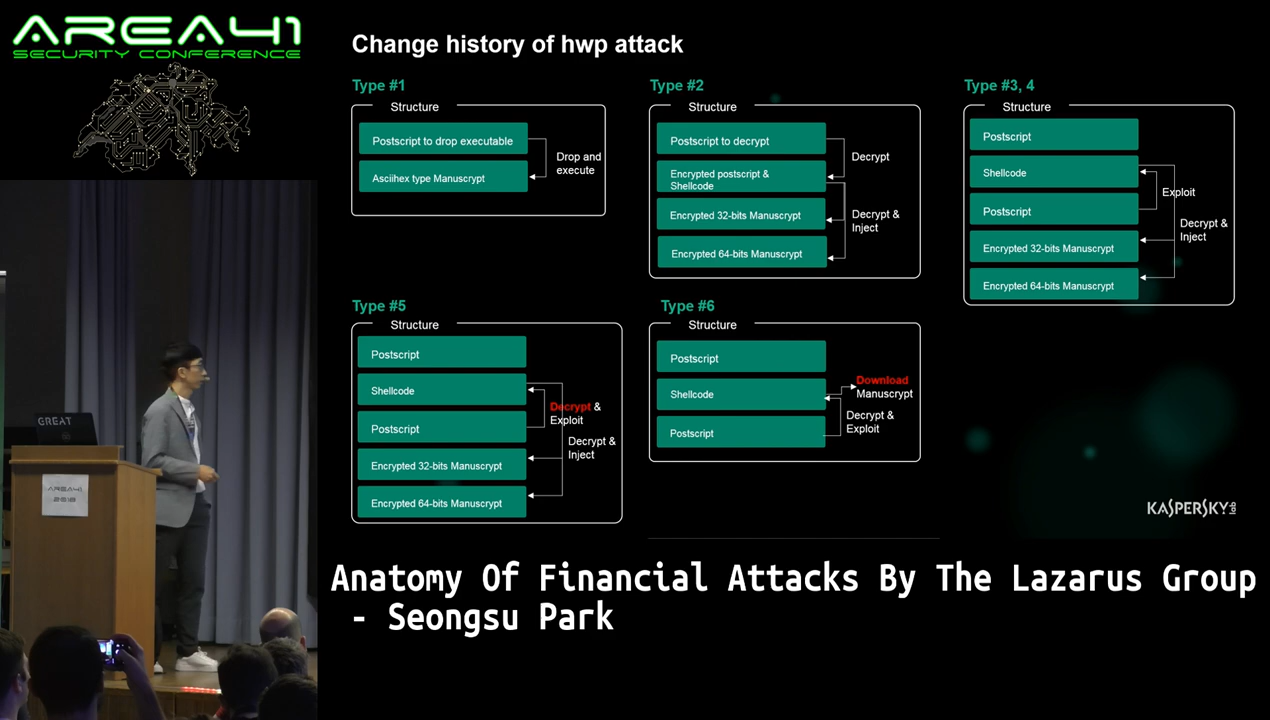 AREA41
SECURITY CONFERENCE
Change history of hwp attack
Type #1
Structure
Postscript to drop executable
Asciihex type Manuscrypt
Drop and
execute
Type #2
Structure
Postscript to decrypt
Encrypted postscript &
Shellcode
Encrypted 32-bits Manuscrypt
Encrypted 64-bits Manuscrypt
Decrypt
Decrypt &
Inject
Type #3, 4
Structure
Postscript
Shellcode
Postscript
Encrypted 32-bits Manuscrypt
Encrypted 64-bits Manuscrypt
Exploit
Decrypt &
Inject
Type #5
Structure
Postscript
Shellcode
Postscript
Encrypted 32-bits Manuscrypt
Encrypted 64-bits Manuscrypt
Decrypt &
Exploit
Decrypt &
Inject
Type #6
Structure
Postscript
Shellcode
Postscript
Download
Manuscrypt
Decrypt &
Exploit
KASPERSKY lab
GREAT
AREA41
2018
Anatomy Of Financial Attacks By The Lazarus Group
- Seongsu Park